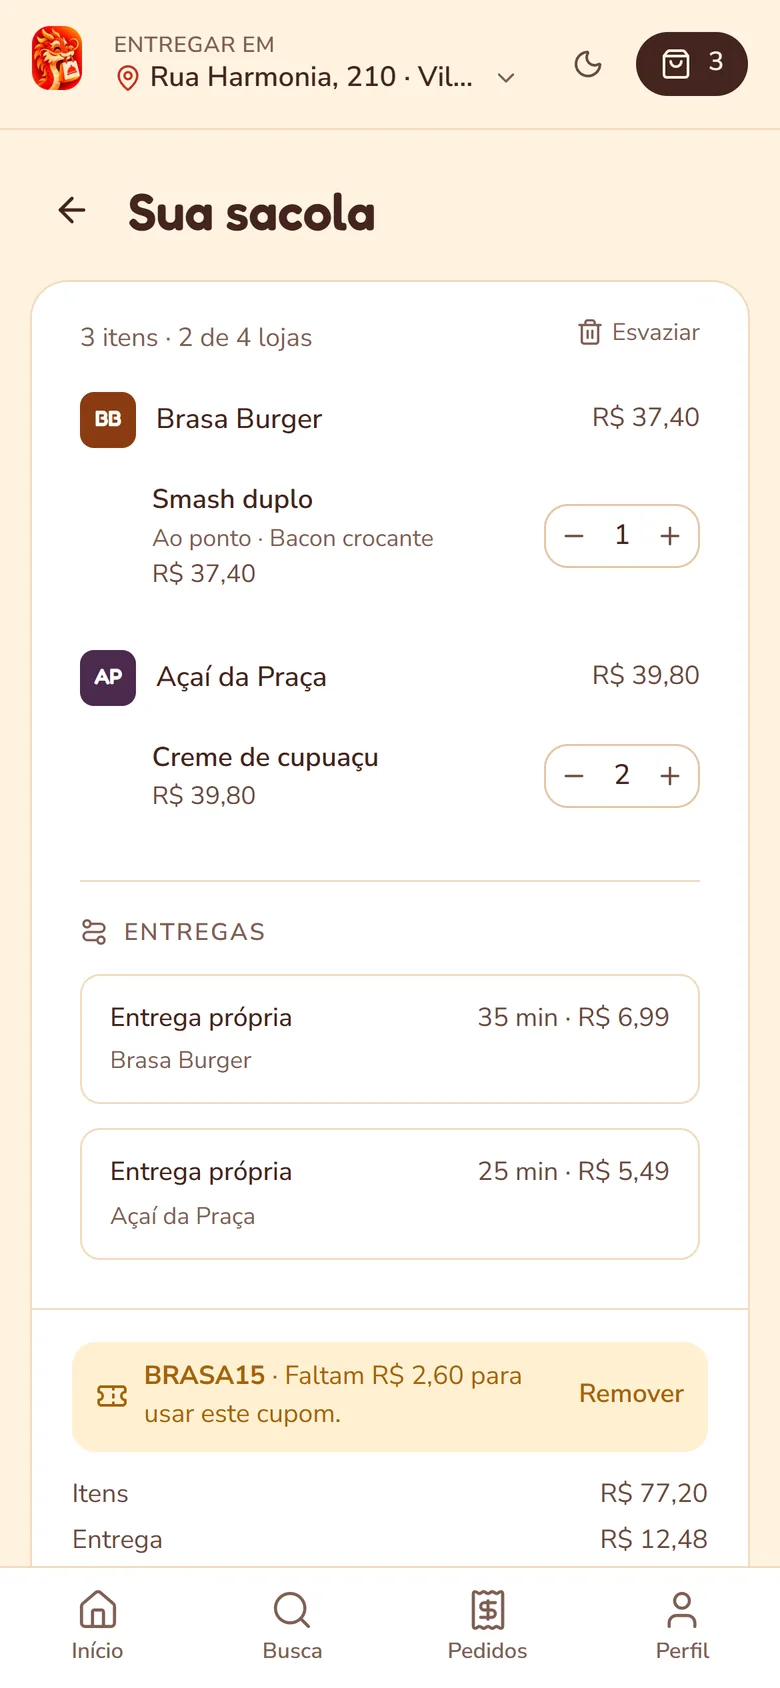 ENTREGAR EM
Rua Harmonia, 210 · Vil...
3
Sua sacola
3 itens · 2 de 4 lojas
Esvaziar
BB
Brasa Burger
R$ 37,40
Smash duplo
Ao ponto · Bacon crocante
R$ 37,40
1
AP
Açaí da Praça
R$ 39,80
Creme de cupuaçu
R$ 39,80
2
ENTREGAS
Entrega própria
35 min · R$ 6,99
Brasa Burger
Entrega própria
25 min · R$ 5,49
Açaí da Praça
BRASA15 · Faltam R$ 2,60 para
usar este cupom.
Remover
Itens
R$ 77,20
Entrega
R$ 12,48
Início
Busca
Pedidos
Perfil